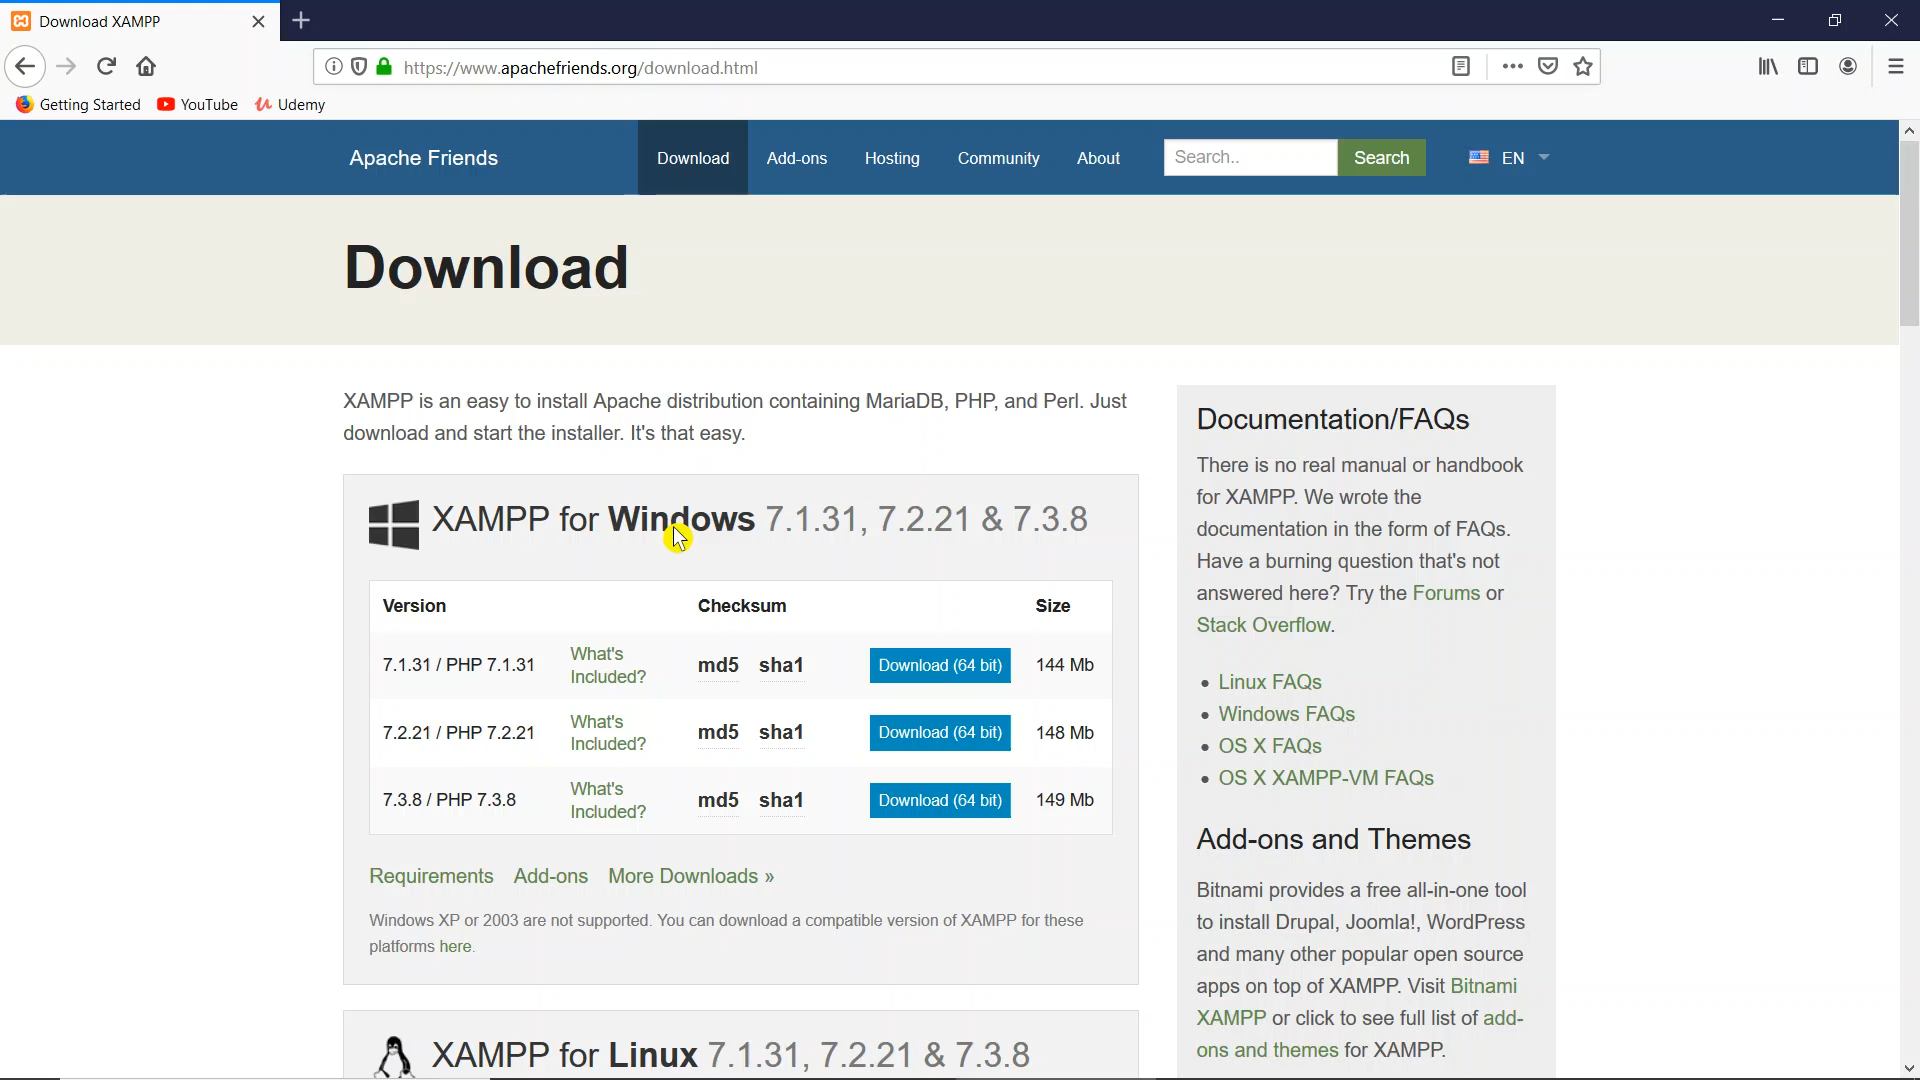 Download XAMPP
https://www.apachefriends.org/download.html
Getting Started YouTube Udemy
Apache Friends Download Add-ons Hosting Community About Search.. Search EN
Download
XAMPP is an easy to install Apache distribution containing MariaDB, PHP, and Perl. Just
download and start the installer. It's that easy.
XAMPP for Windows 7.1.31, 7.2.21 & 7.3.8
Version Checksum Size
7.1.31 / PHP 7.1.31 What's Included? md5 sha1 Download (64 bit) 144 Mb
7.2.21 / PHP 7.2.21 What's Included? md5 sha1 Download (64 bit) 148 Mb
7.3.8 / PHP 7.3.8 What's Included? md5 sha1 Download (64 bit) 149 Mb
Requirements Add-ons More Downloads »
Windows XP or 2003 are not supported. You can download a compatible version of XAMPP for these
platforms here.
XAMPP for Linux 7.1.31, 7.2.21 & 7.3.8
Documentation/FAQs
There is no real manual or handbook
for XAMPP. We wrote the
documentation in the form of FAQs.
Have a burning question that's not
answered here? Try the Forums or
Stack Overflow.
• Linux FAQs
• Windows FAQs
• OS X FAQs
• OS X XAMPP-VM FAQs
Add-ons and Themes
Bitnami provides a free all-in-one tool
to install Drupal, Joomla!, WordPress
and many other popular open source
apps on top of XAMPP. Visit Bitnami
XAMPP or click to see full list of add-
ons and themes for XAMPP.